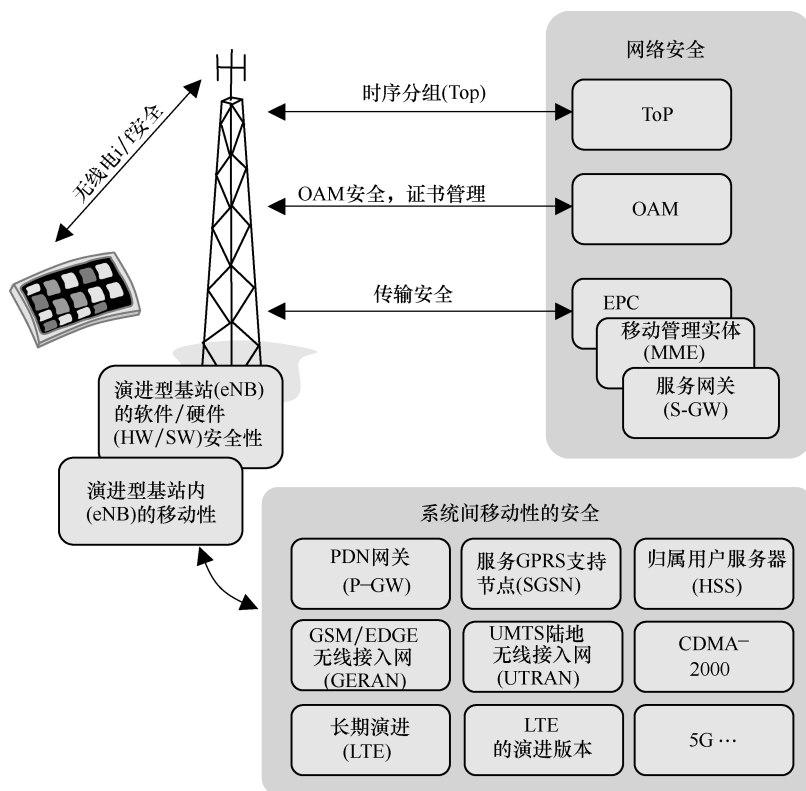 网络安全
时序分组(Top)
ToP
无线电i/f安全
OAM安全，证书管理
OAM
传输安全
EPC
移动管理实体
(MME)
服务网关
(S-GW)
演进型基站(eNB)
的软件/硬件
(HW/SW)安全性
演进型基站内
(eNB)的移动性
系统间移动性的安全
PDN网关
(P-GW)
服务GPRS支持
节点(SGSN)
归属用户服务器
(HSS)
GSM/EDGE
无线接入网
(GERAN)
UMTS陆地
无线接入网
(UTRAN)
CDMA-
2000
长期演进
(LTE)
LTE
的演进版本
5G…